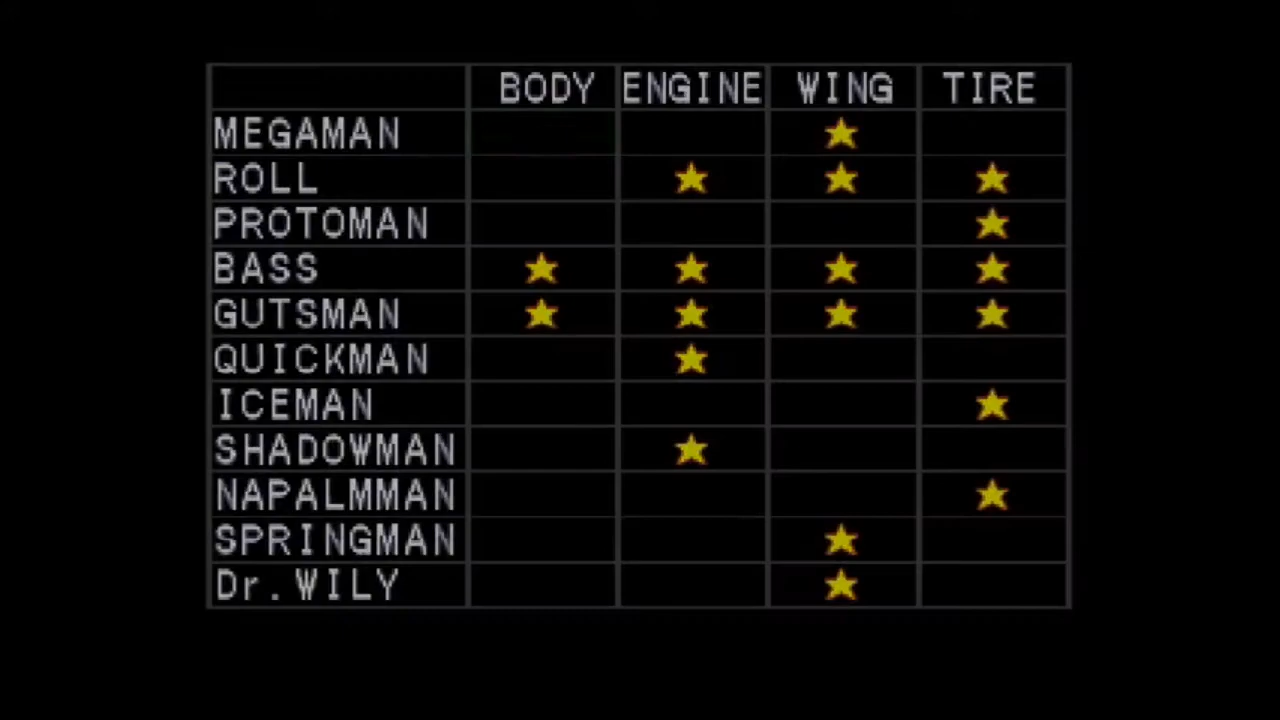 BODY ENGINE WING TIRE
MEGAMAN ★
ROLL ★ ★ ★
PROTOMAN ★
BASS ★ ★ ★ ★
GUTSMAN ★ ★ ★ ★
QUICKMAN ★
ICEMAN ★
SHADOWMAN ★
NAPALMMAN ★
SPRINGMAN ★
Dr.WILY ★